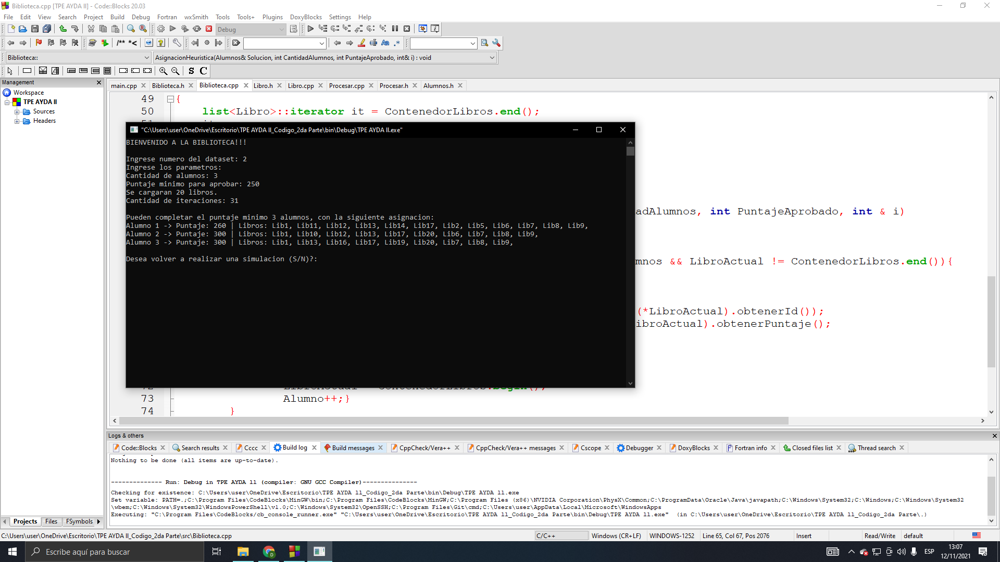 Biblioteca.cpp [TPE AYDA II] - Code::Blocks 20.03
File Edit View Search Project Build Debug Fortran wxSmith Tools Tools+ Plugins DoxyBlocks Settings Help
Debug
/** *<
Aa .*
Biblioteca:: AsignacionHeuristica(Alumnos& Solucion, int CantidadAlumnos, int PuntajeAprobado, int& i) : void
S C
Management
Workspace
TPE AYDA II
Sources
Headers
Projects Files FSymbols
main.cpp Biblioteca.h Biblioteca.cpp Libro.h Libro.cpp Procesar.cpp Procesar.h Alumnos.h
49 {
50 list<Libro>::iterator it = ContenedorLibros.end();
"C:\Users\user\OneDrive\Escritorio\TPE AYDA II_Codigo_2da Parte\bin\Debug\TPE AYDA II.exe"
BIENVENIDO A LA BIBLIOTECA!!!
Ingrese numero del dataset: 2
Ingrese los parametros:
Cantidad de alumnos: 3
Puntaje minimo para aprobar: 250
Se cargaran 20 libros.
Cantidad de iteraciones: 31
Pueden completar el puntaje minimo 3 alumnos, con la siguiente asignacion:
Alumno 1 -> Puntaje: 260 | Libros: Lib1, Lib11, Lib12, Lib13, Lib14, Lib17, Lib2, Lib5, Lib6, Lib7, Lib8, Lib9,
Alumno 2 -> Puntaje: 300 | Libros: Lib1, Lib10, Lib12, Lib13, Lib17, Lib20, Lib6, Lib7, Lib8, Lib9,
Alumno 3 -> Puntaje: 300 | Libros: Lib1, Lib13, Lib16, Lib17, Lib19, Lib20, Lib7, Lib8, Lib9,
Desea volver a realizar una simulacion (S/N)?:
adAlumnos, int PuntajeAprobado, int & i)
mnos && LibroActual != ContenedorLibros.end()){
(*LibroActual).obtenerId());
ibroActual).obtenerPuntaje();
73 Alumno++;}
74 }
Logs & others
Code::Blocks Search results Cccc Build log Build messages CppCheck/Vera++ CppCheck/Vera++ messages Cscope Debugger DoxyBlocks Fortran info Closed files list Thread search
Nothing to be done (all items are up-to-date).
-------------- Run: Debug in TPE AYDA ll (compiler: GNU GCC Compiler)---------------
Checking for existence: C:\Users\user\OneDrive\Escritorio\TPE AYDA ll_Codigo_2da Parte\bin\Debug\TPE AYDA ll.exe
Set variable: PATH=.;C:\Program Files\CodeBlocks\MinGW\bin;C:\Program Files\CodeBlocks\MinGW;C:\Program Files (x86)\NVIDIA Corporation\PhysX\Common;C:\ProgramData\Oracle\Java\javapath;C:\Windows\System32;C:\Windows;C:\Windows\System32
\wbem;C:\Windows\System32\WindowsPowerShell\v1.0;C:\Windows\System32\OpenSSH;C:\Program Files\Git\cmd;C:\Users\user\AppData\Local\Microsoft\WindowsApps
Executing: "C:\Program Files\CodeBlocks/cb_console_runner.exe" "C:\Users\user\OneDrive\Escritorio\TPE AYDA ll_Codigo_2da Parte\bin\Debug\TPE AYDA ll.exe" (in C:\Users\user\OneDrive\Escritorio\TPE AYDA ll_Codigo_2da Parte\.)
C:\Users\user\OneDrive\Escritorio\TPE AYDA II_Codigo_2da Parte\src\Biblioteca.cpp C/C++ Windows (CR+LF) WINDOWS-1252 Line 65, Col 67, Pos 2076 Insert Read/Write default
Escribe aquí para buscar
ESP
13:07
12/11/2021